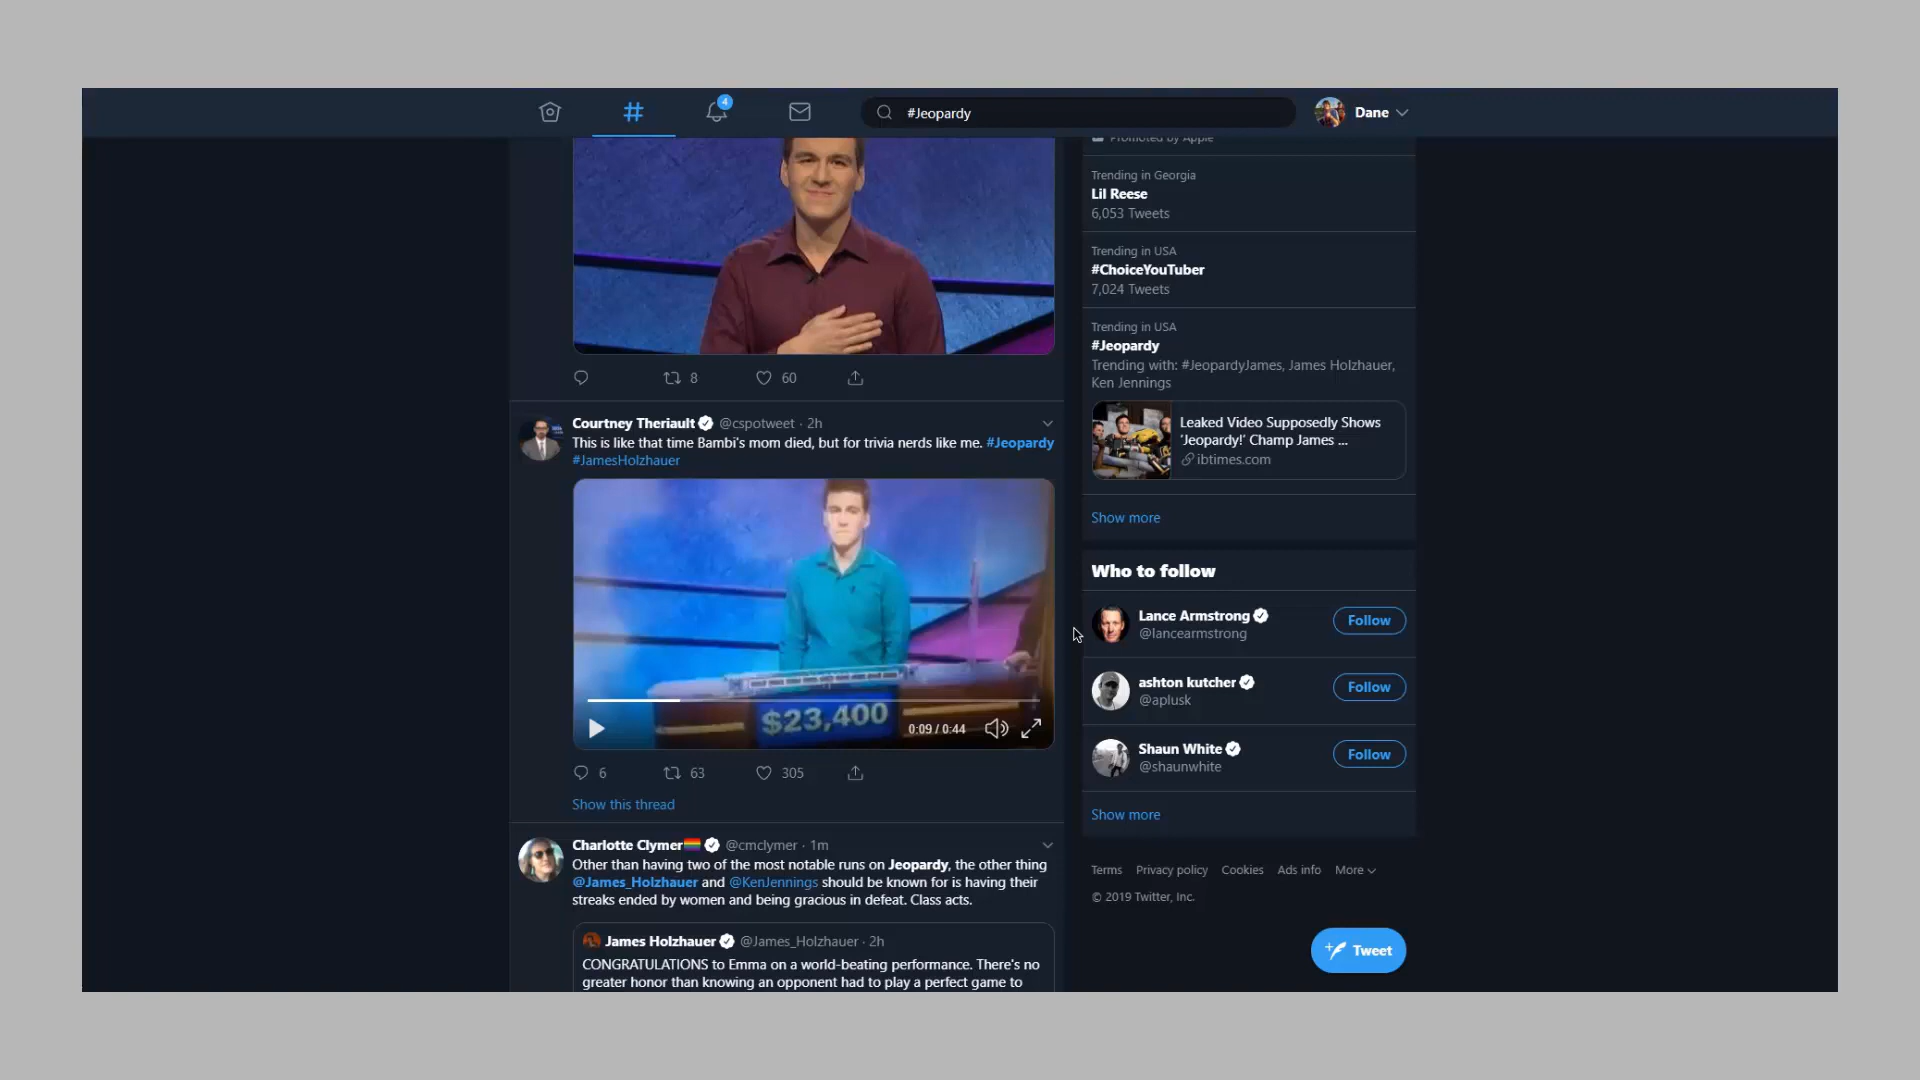 4
#Jeopardy
Dane
8
60
Courtney Theriault @cspotweet · 2h
This is like that time Bambi's mom died, but for trivia nerds like me. #Jeopardy
#JamesHolzhauer
$23,400
0:09 / 0:44
6
63
305
Show this thread
Charlotte Clymer @cmclymer · 1m
Other than having two of the most notable runs on Jeopardy, the other thing
@James_Holzhauer and @KenJennings should be known for is having their
streaks ended by women and being gracious in defeat. Class acts.
James Holzhauer @James_Holzhauer · 2h
CONGRATULATIONS to Emma on a world-beating performance. There's no
greater honor than knowing an opponent had to play a perfect game to
Promoted by Apple
Trending in Georgia
Lil Reese
6,053 Tweets
Trending in USA
#ChoiceYouTuber
7,024 Tweets
Trending in USA
#Jeopardy
Trending with: #JeopardyJames, James Holzhauer,
Ken Jennings
Leaked Video Supposedly Shows
'Jeopardy!' Champ James ...
ibtimes.com
Show more
Who to follow
Lance Armstrong
@lancearmstrong
Follow
ashton kutcher
@aplusk
Follow
Shaun White
@shaunwhite
Follow
Show more
Terms Privacy policy Cookies Ads info More
© 2019 Twitter, Inc.
Tweet